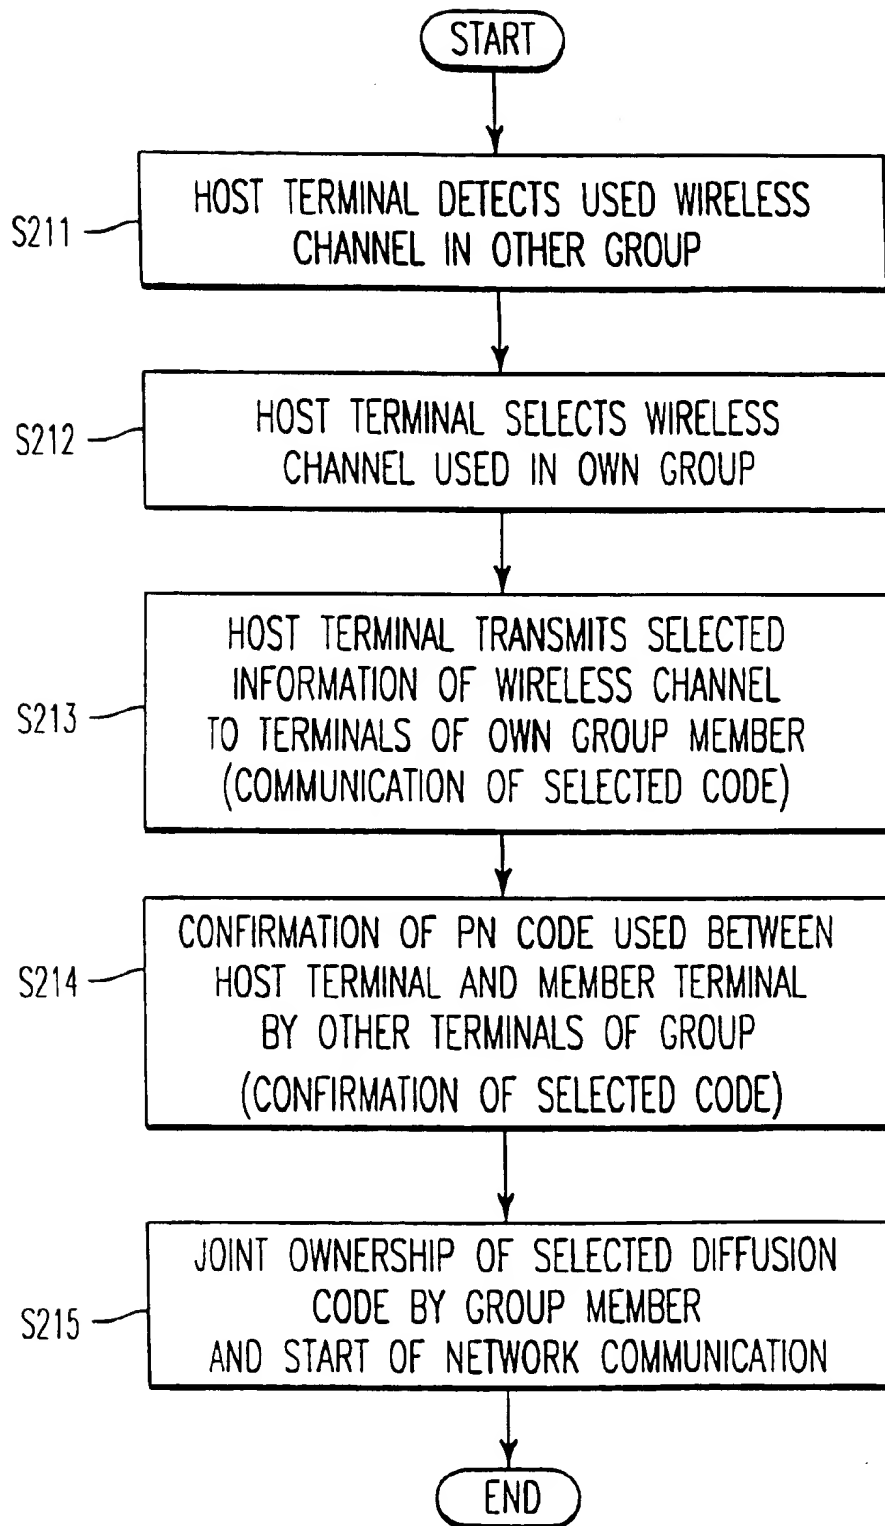 START
S211
HOST TERMINAL DETECTS USED WIRELESS
CHANNEL IN OTHER GROUP
S212
HOST TERMINAL SELECTS WIRELESS
CHANNEL USED IN OWN GROUP
S213
HOST TERMINAL TRANSMITS SELECTED
INFORMATION OF WIRELESS CHANNEL
TO TERMINALS OF OWN GROUP MEMBER
(COMMUNICATION OF SELECTED CODE)
S214
CONFIRMATION OF PN CODE USED BETWEEN
HOST TERMINAL AND MEMBER TERMINAL
BY OTHER TERMINALS OF GROUP
(CONFIRMATION OF SELECTED CODE)
S215
JOINT OWNERSHIP OF SELECTED DIFFUSION
CODE BY GROUP MEMBER
AND START OF NETWORK COMMUNICATION
END